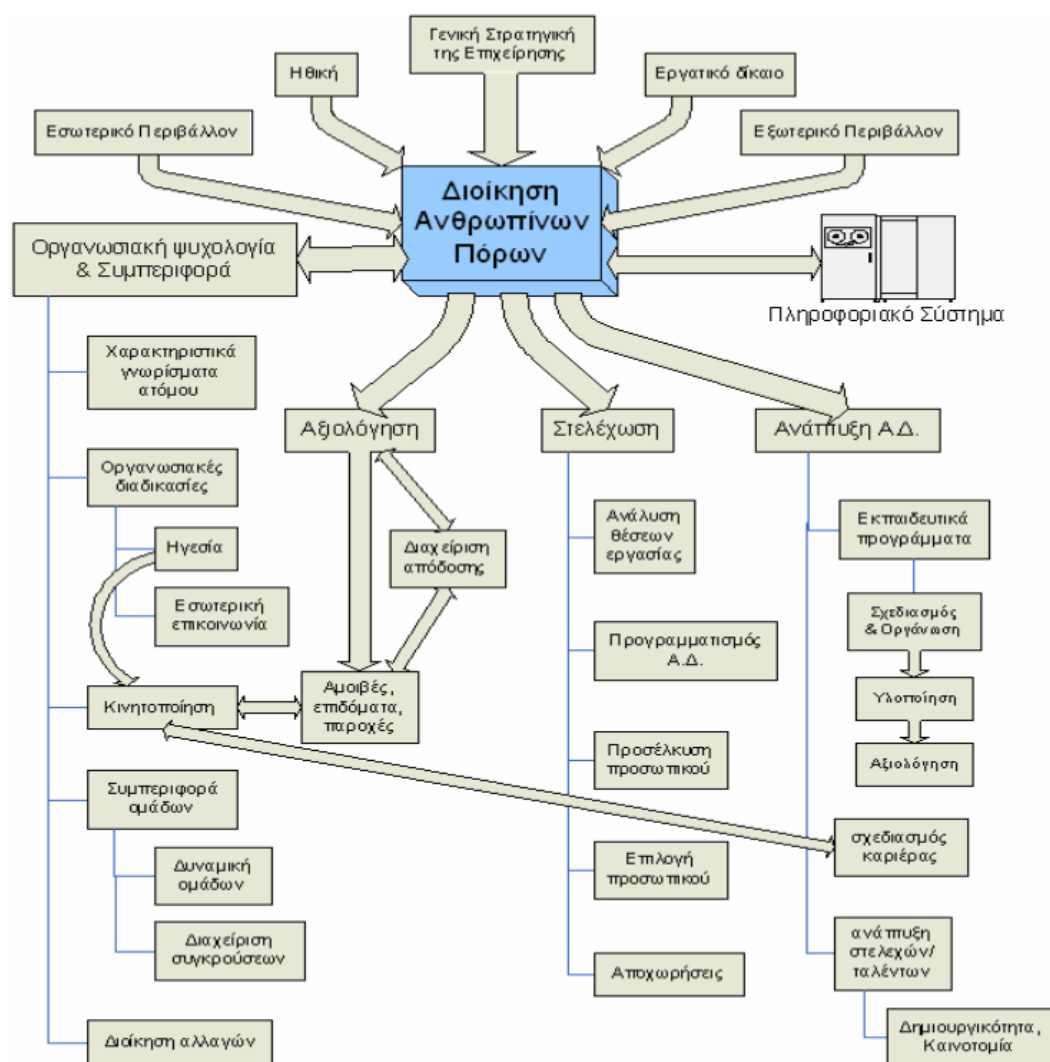 Γενική Στρατηγική
της Επιχείρησης
Ηθική
Εργατικό δίκαιο
Εσωτερικό Περιβάλλον
Εξωτερικό Περιβάλλον
Διοίκηση
Ανθρωπίνων
Πόρων
Οργανωσιακή ψυχολογία
& Συμπεριφορά
Πληροφοριακό Σύστημα
Χαρακτηριστικά
γνωρίσματα
ατόμου
Οργανωσιακές
διαδικασίες
Ηγεσία
Εσωτερική
επικοινωνία
Κινητοποίηση
Συμπεριφορά
ομάδων
Δυναμική
ομάδων
Διαχείριση
συγκρούσεων
Διοίκηση αλλαγών
Αξιολόγηση
Διαχείριση
απόδοσης
Αμοιβές,
επιδόματα,
παροχές
Στελέχωση
Ανάλυση
θέσεων
εργασίας
Προγραμματισμός
Α.Δ.
Προσέλκυση
προσωπικού
Επιλογή
προσωπικού
Αποχωρήσεις
Ανάπτυξη Α.Δ.
Εκπαιδευτικά
προγράμματα
Σχεδιασμός
& Οργάνωση
Υλοποίηση
Αξιολόγηση
σχεδιασμός
καριέρας
ανάπτυξη
στελεχών/
ταλέντων
Δημιουργικότητα,
Καινοτομία